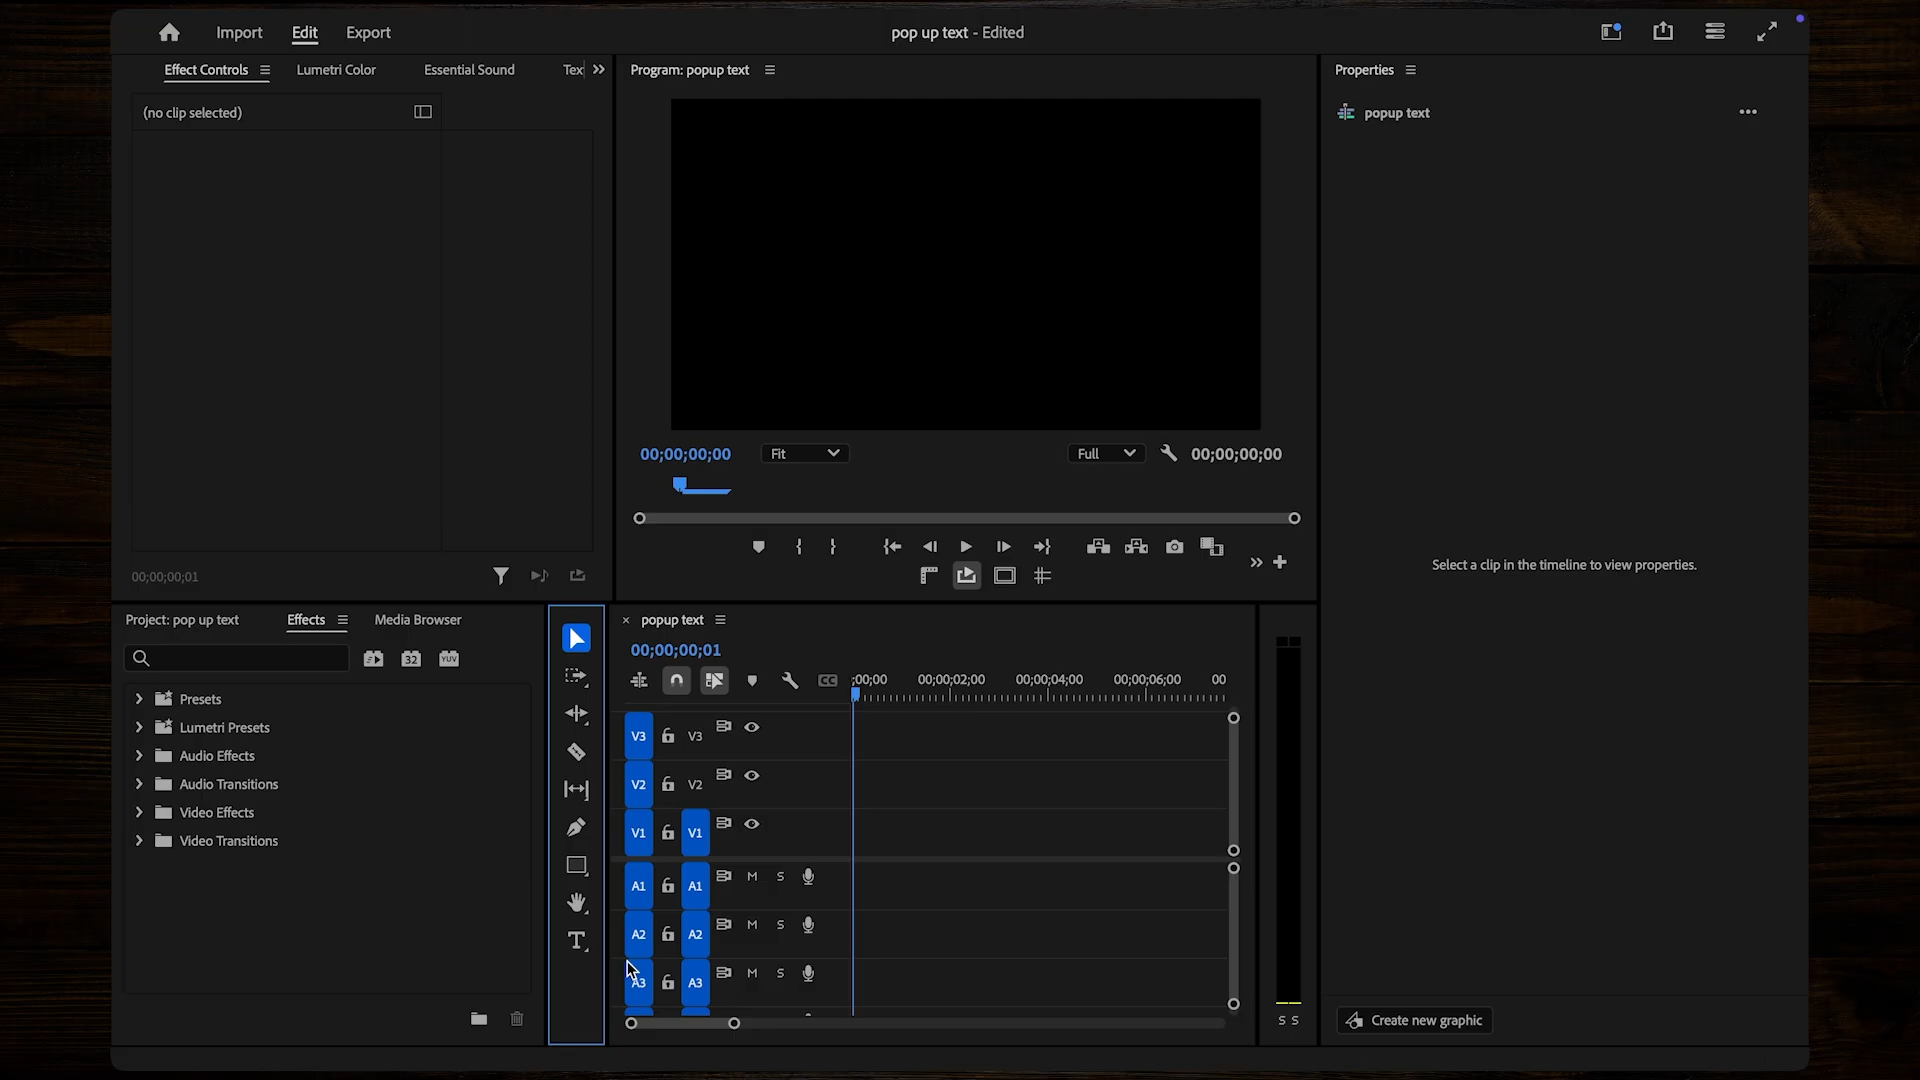 Import Edit Export
pop up text - Edited
Effect Controls Lumetri Color Essential Sound Tex
Program: popup text
Properties
(no clip selected)
popup text
00;00;00;00 Fit Full 00;00;00;00
Select a clip in the timeline to view properties.
00;00;00;01
Project: pop up text Effects Media Browser
popup text
00;00;00;01
32 YUV
CC ;00;00 00;00;02;00 00;00;04;00 00;00;06;00 00
Presets
Lumetri Presets
Audio Effects
Audio Transitions
Video Effects
Video Transitions
V3 V3
V2 V2
V1 V1
A1 A1 M S
A2 A2 M S
A3 A3 M S
T
S S
Create new graphic